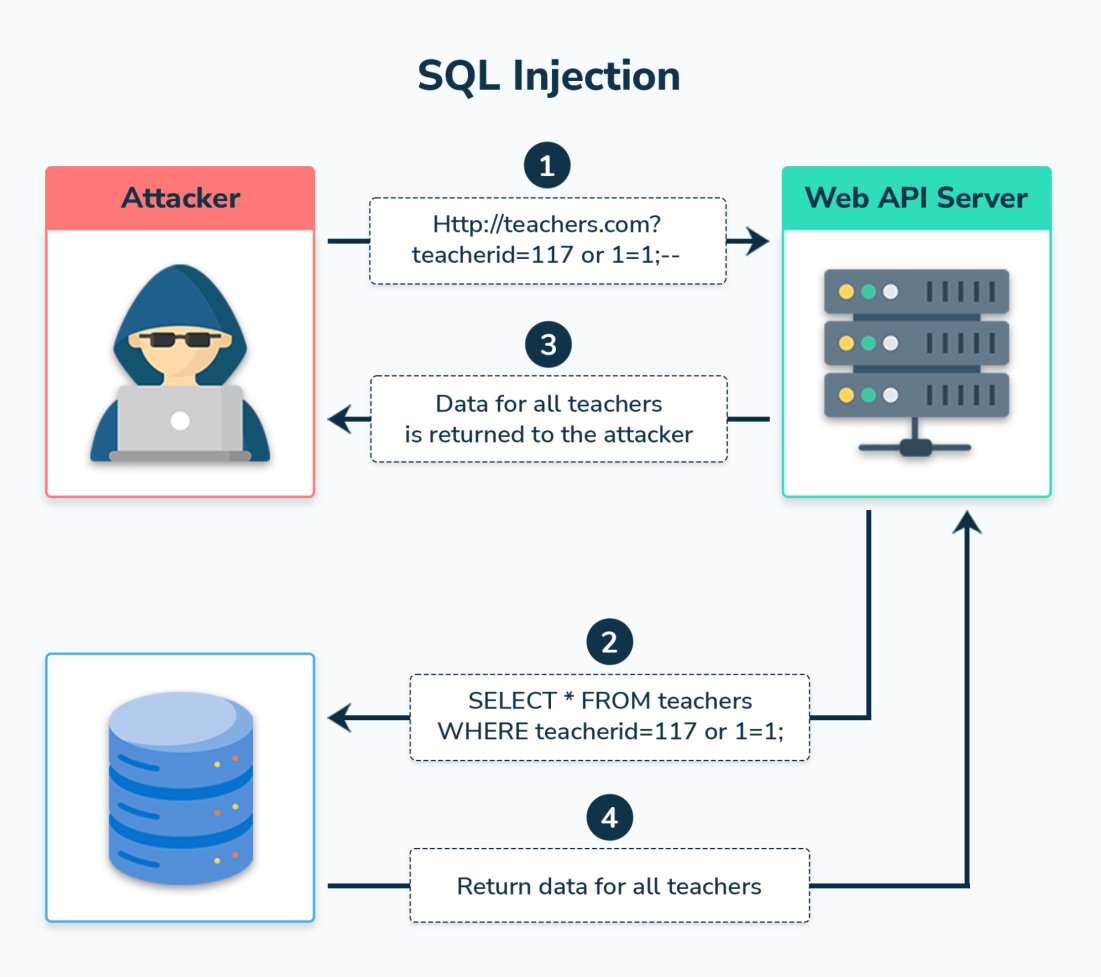 SQL Injection
Attacker
1
Http://teachers.com?
teacherid=117 or 1=1;--
Web API Server
3
Data for all teachers
is returned to the attacker
2
SELECT * FROM teachers
WHERE teacherid=117 or 1=1;
4
Return data for all teachers